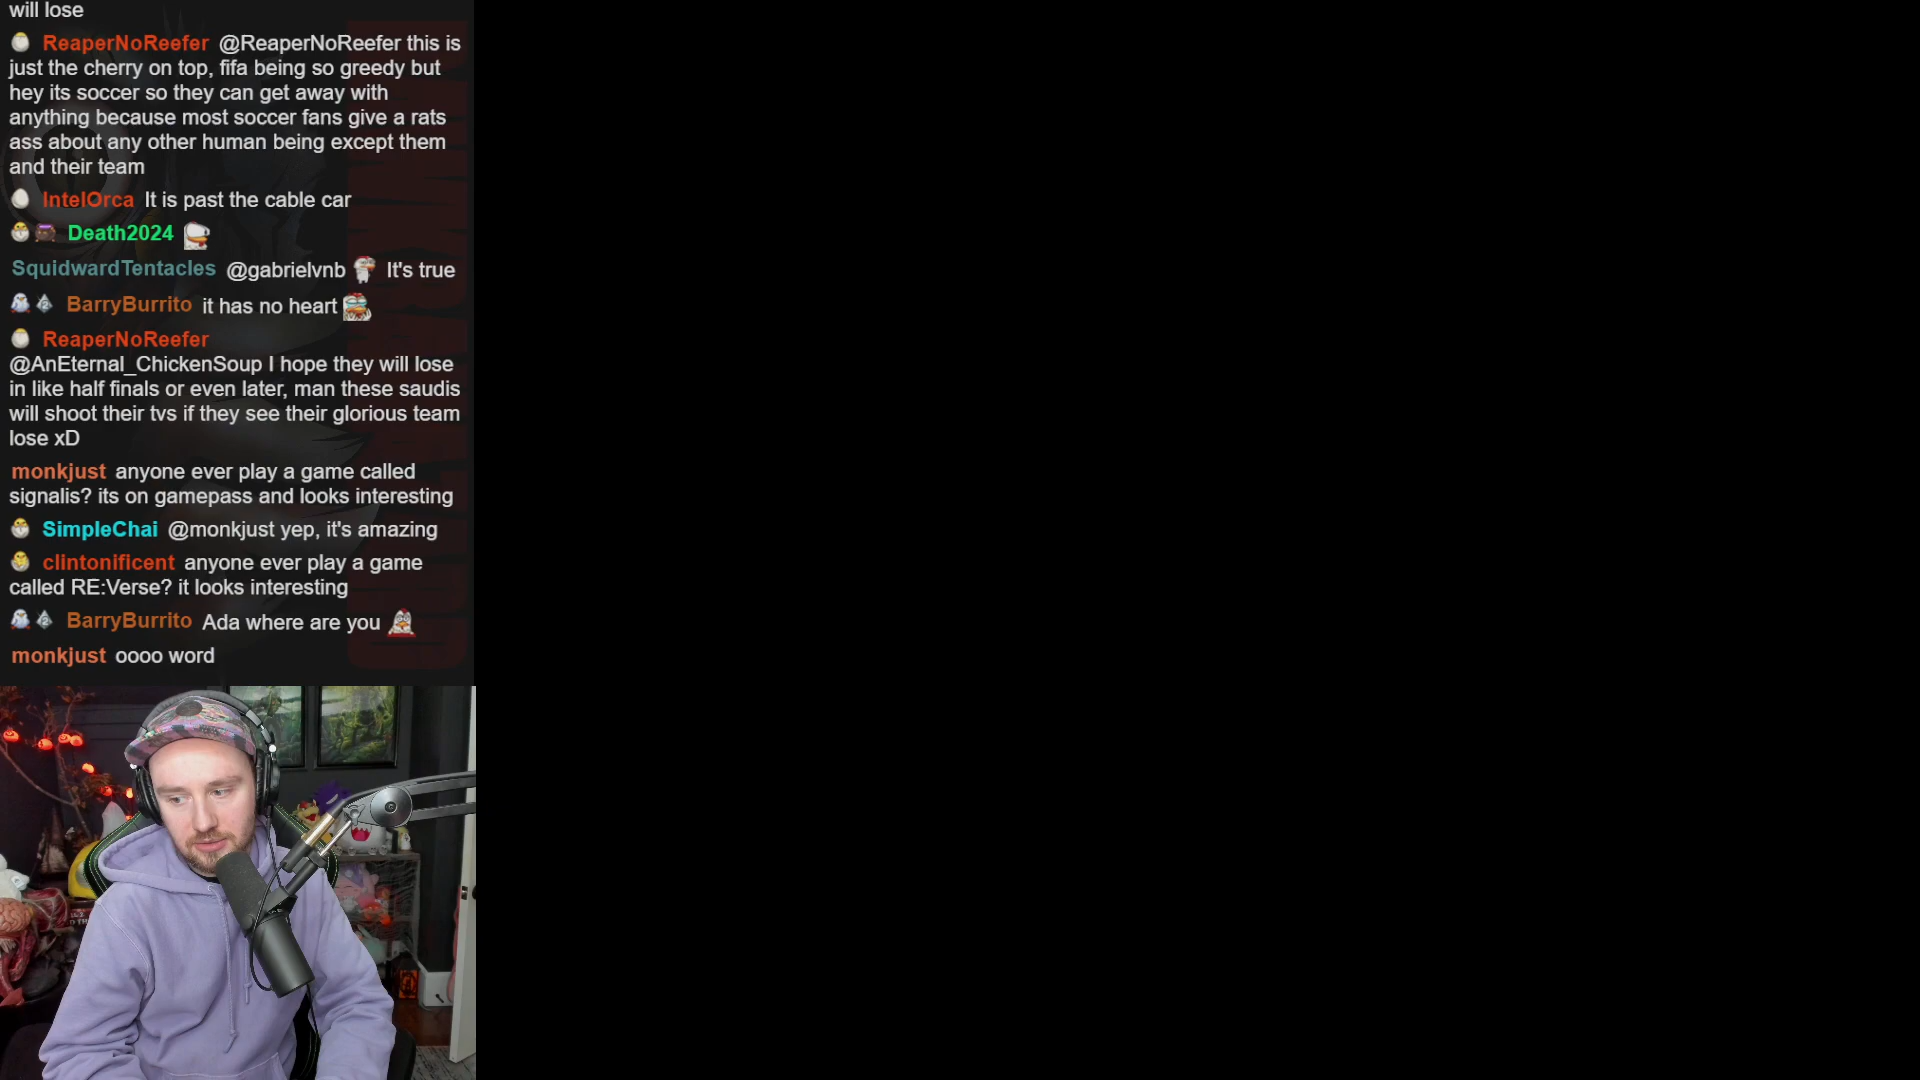 will lose
ReaperNoReefer @ReaperNoReefer this is
just the cherry on top, fifa being so greedy but
hey its soccer so they can get away with
anything because most soccer fans give a rats
ass about any other human being except them
and their team
IntelOrca It is past the cable car
Death2024
SquidwardTentacles @gabrielvnb It's true
BarryBurrito it has no heart
ReaperNoReefer
@AnEternal_ChickenSoup I hope they will lose
in like half finals or even later, man these saudis
will shoot their tvs if they see their glorious team
lose xD
monkjust anyone ever play a game called
signalis? its on gamepass and looks interesting
SimpleChai @monkjust yep, it's amazing
clintonificent anyone ever play a game
called RE:Verse? it looks interesting
BarryBurrito Ada where are you
monkjust oooo word